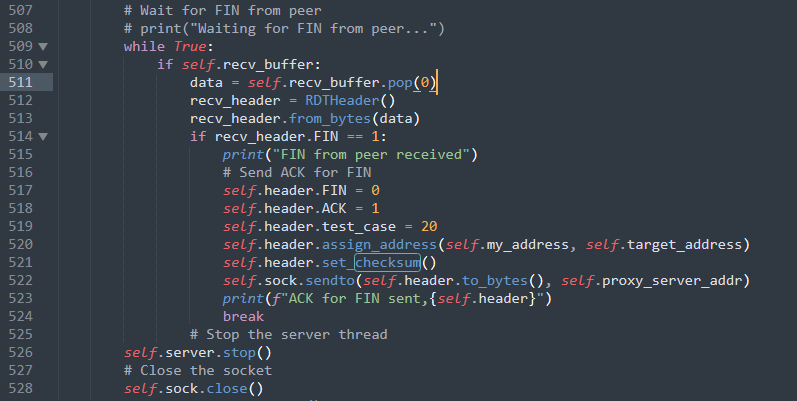 507 # Wait for FIN from peer
508 # print("Waiting for FIN from peer...")
509 ▼ while True:
510 ▼ if self.recv_buffer:
511 data = self.recv_buffer.pop(0)
512 recv_header = RDTHeader()
513 recv_header.from_bytes(data)
514 ▼ if recv_header.FIN == 1:
515 print("FIN from peer received")
516 # Send ACK for FIN
517 self.header.FIN = 0
518 self.header.ACK = 1
519 self.header.test_case = 20
520 self.header.assign_address(self.my_address, self.target_address)
521 self.header.set_checksum()
522 self.sock.sendto(self.header.to_bytes(), self.proxy_server_addr)
523 print(f"ACK for FIN sent,{self.header}")
524 break
525 # Stop the server thread
526 self.server.stop()
527 # Close the socket
528 self.sock.close()